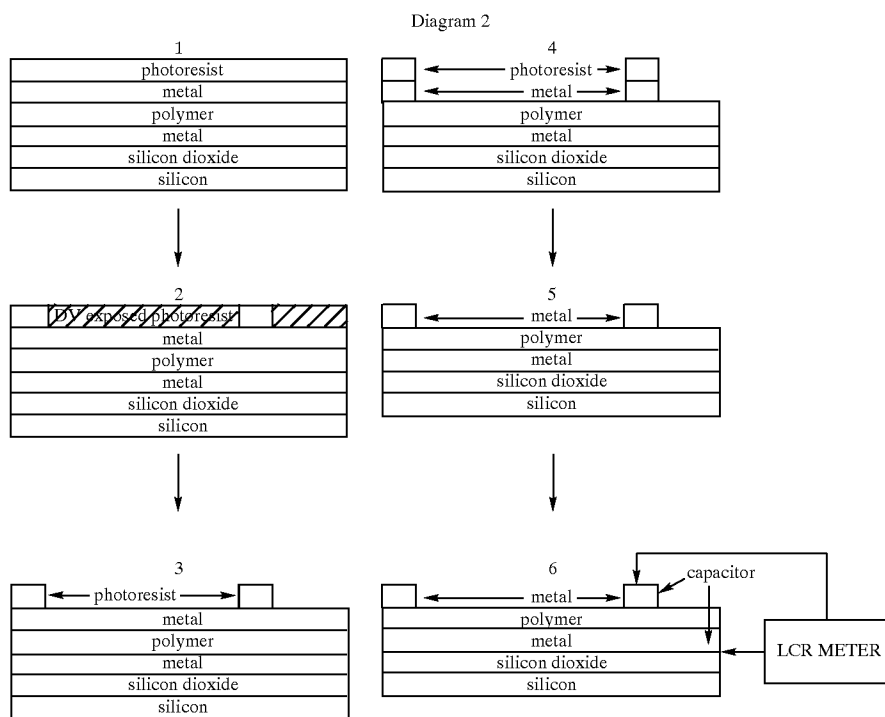 Diagram 2
1
photoresist
metal
polymer
metal
silicon dioxide
silicon
2
DV exposed photoresist
metal
polymer
metal
silicon dioxide
silicon
3
photoresist
metal
polymer
metal
silicon dioxide
silicon
4
photoresist
metal
polymer
metal
silicon dioxide
silicon
5
metal
polymer
metal
silicon dioxide
silicon
6
capacitor
metal
polymer
metal
silicon dioxide
silicon
LCR METER